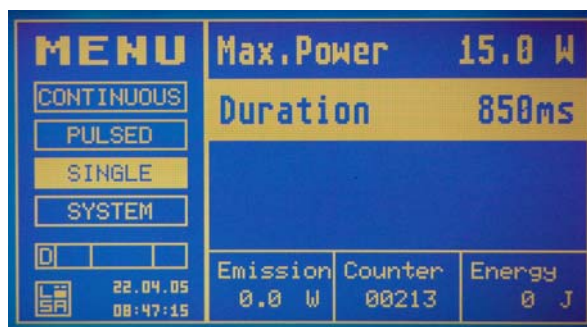 MENU
CONTINUOUS
PULSED
SINGLE
SYSTEM
D
22.04.05
08:47:15
Max.Power 15.0 W
Duration 850ms
Emission Counter Energy
0.0 W 00213 0 J